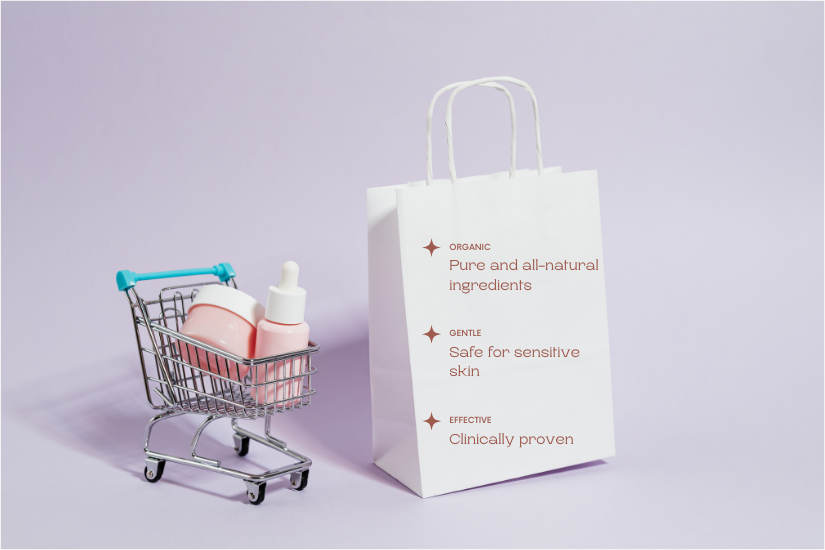 ORGANIC
Pure and all-natural
ingredients
GENTLE
Safe for sensitive
skin
EFFECTIVE
Clinically proven